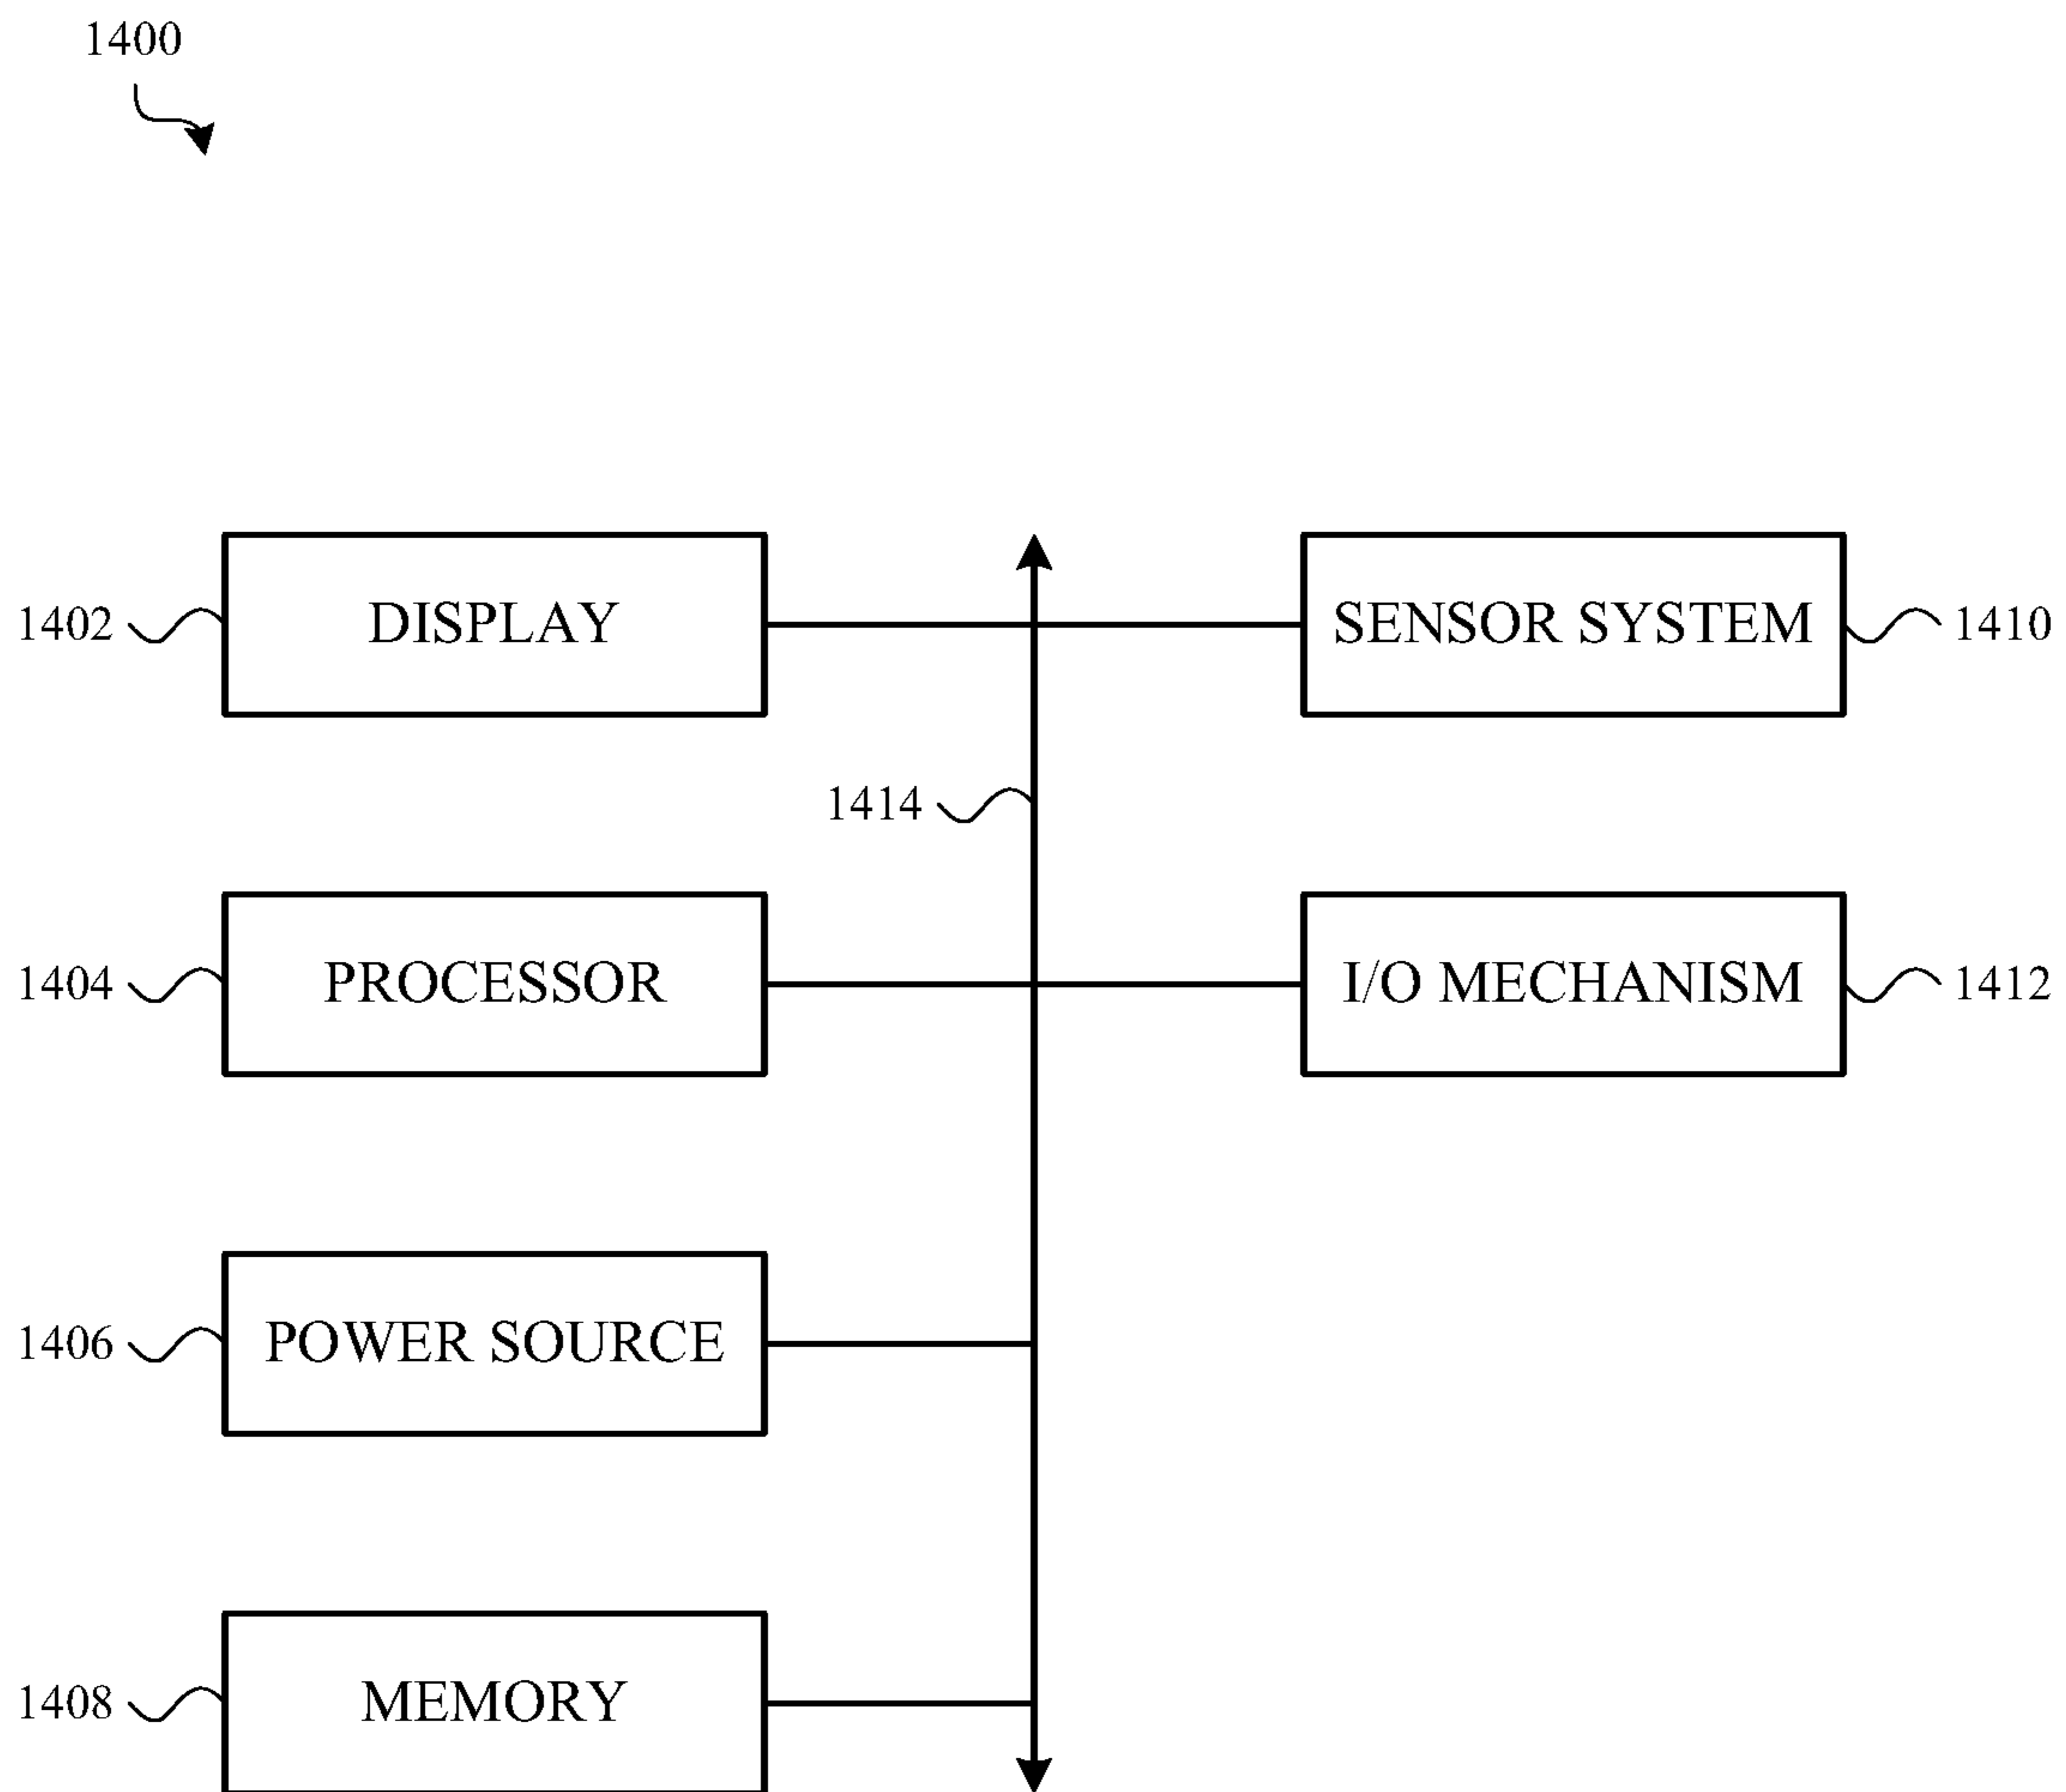 1400
1402 DISPLAY SENSOR SYSTEM 1410
1414
1404 PROCESSOR I/O MECHANISM 1412
1406 POWER SOURCE
1408 MEMORY